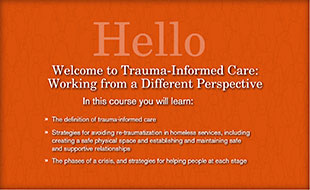 Hello
Welcome to Trauma-Informed Care:
Working from a Different Perspective
In this course you will learn:
» The definition of trauma-informed care
» Strategies for avoiding re-traumatization in homeless services, including
creating a safe physical space and establishing and maintaining safe
and supportive relationships
» The phases of a crisis, and strategies for helping people at each stage